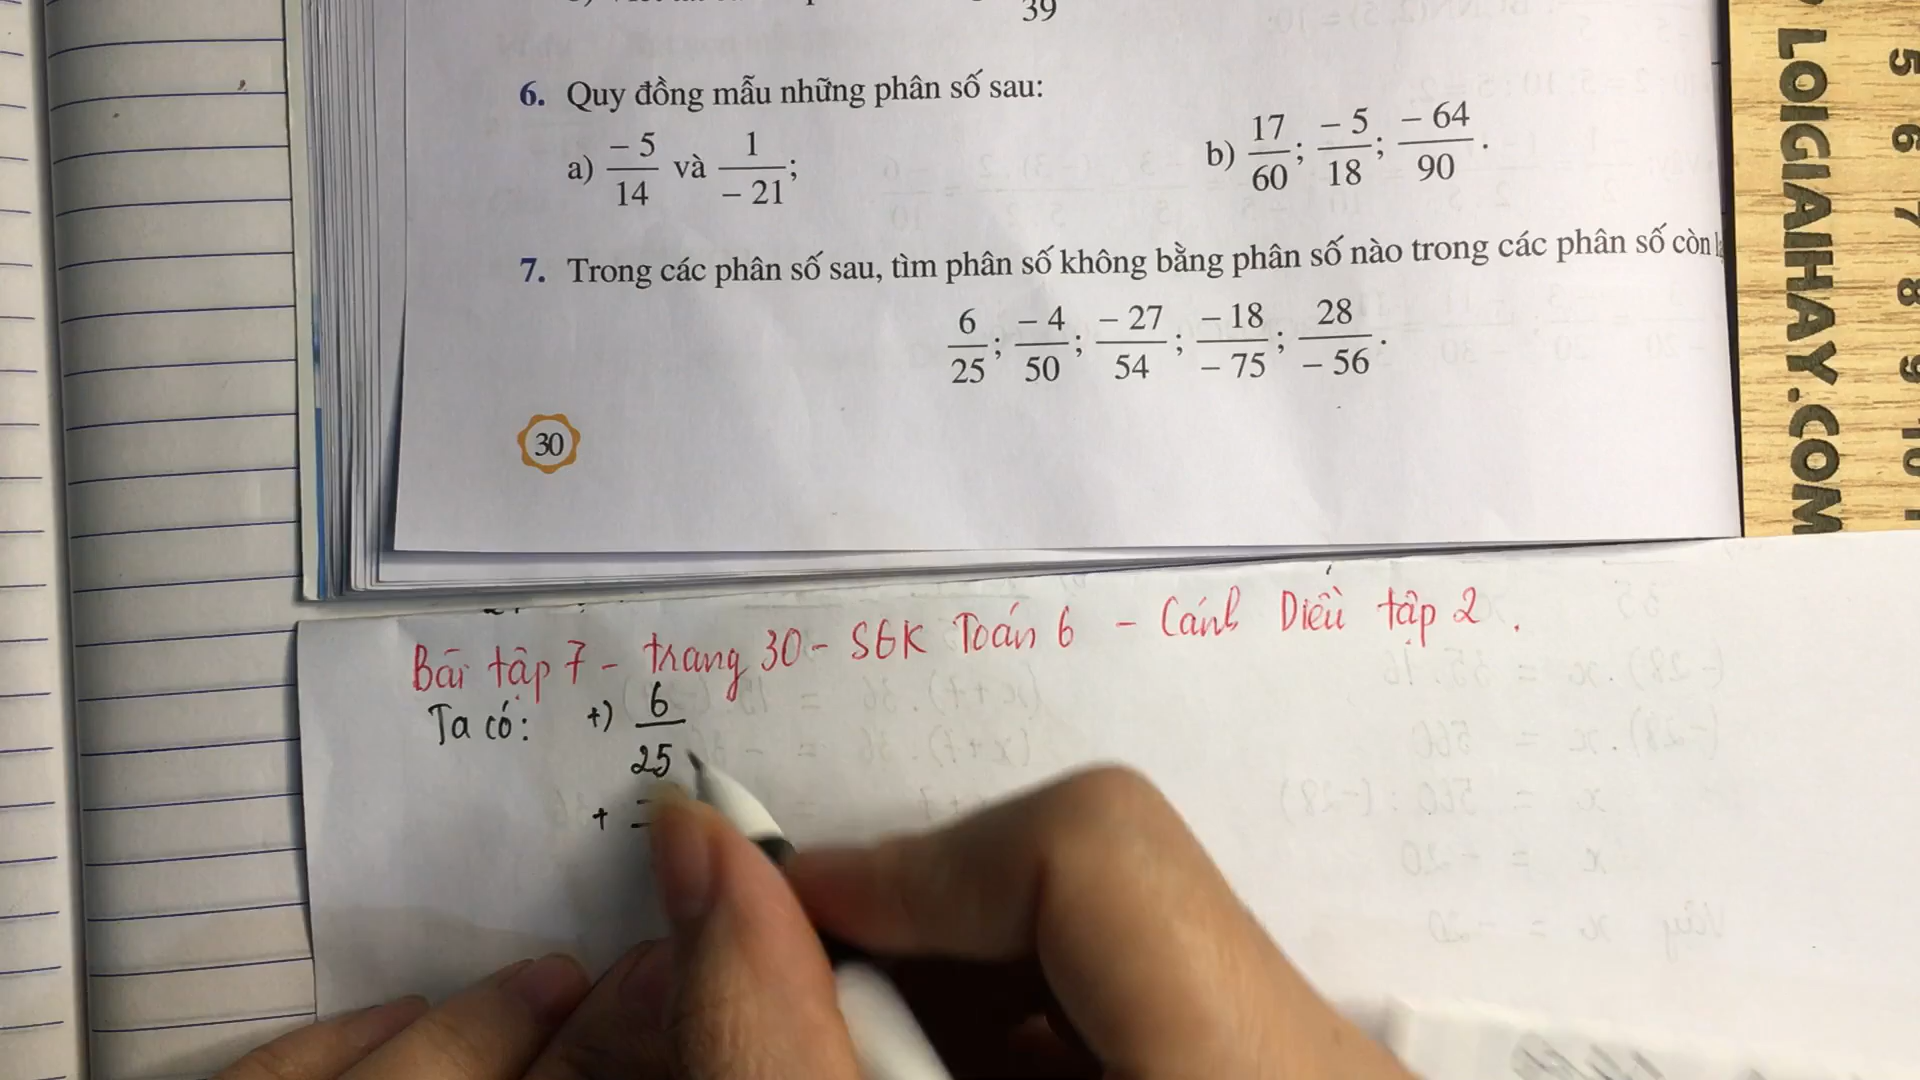 39
6. Quy đồng mẫu những phân số sau:
a) -5/14 và 1/-21;
b) 17/60; -5/18; -64/90.
7. Trong các phân số sau, tìm phân số không bằng phân số nào trong các phân số còn
6/25; -4/50; -27/54; -18/-75; 28/-56.
30
LOIGIAIHAY.COM
5 6 7 8 9 10
Bài tập 7 - trang 30 - SGK Toán 6 - Cánh Diều tập 2.
Ta có: +) 6/25
+